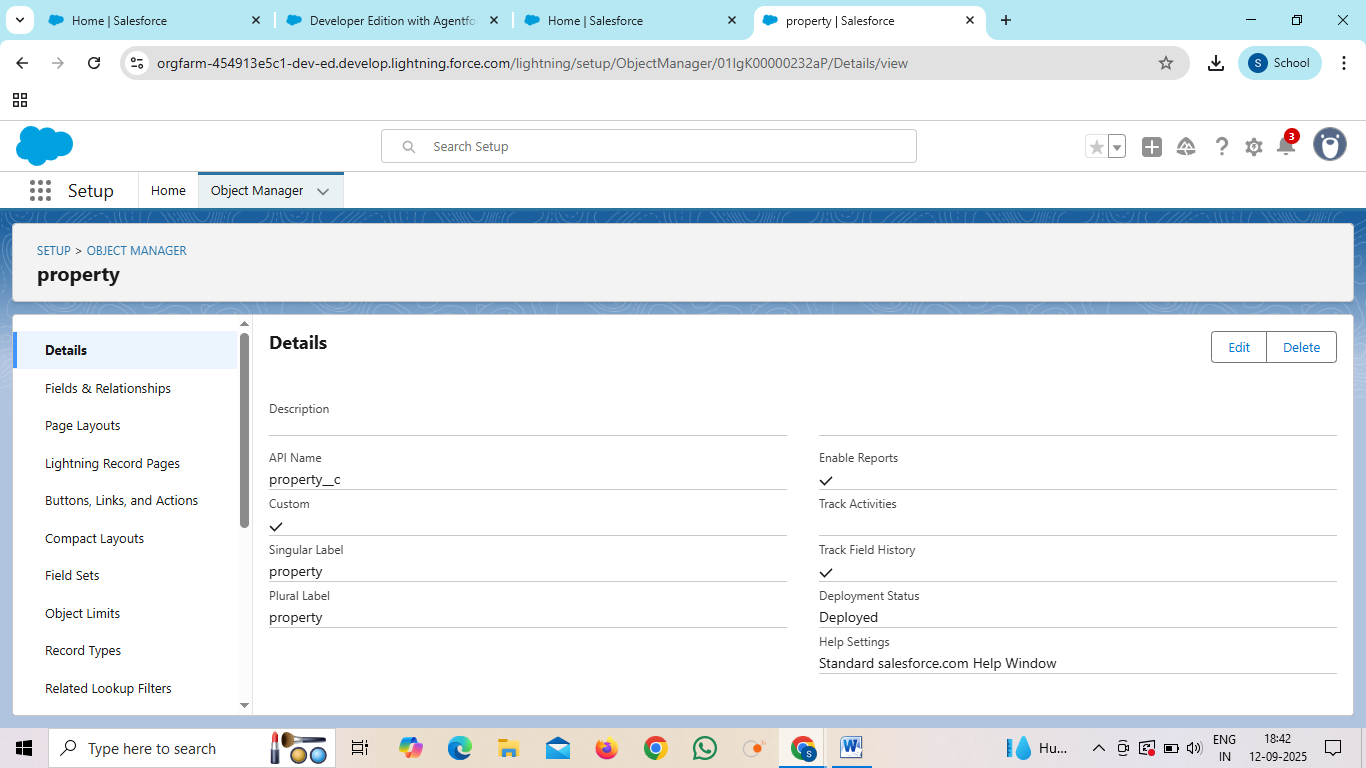 Home | Salesforce
Developer Edition with Agentfo
Home | Salesforce
property | Salesforce
orgfarm-454913e5c1-dev-ed.develop.lightning.force.com/lightning/setup/ObjectManager/01IgK00000232aP/Details/view
S
School
Search Setup
3
Setup
Home
Object Manager
SETUP > OBJECT MANAGER
property
Details
Fields & Relationships
Page Layouts
Lightning Record Pages
Buttons, Links, and Actions
Compact Layouts
Field Sets
Object Limits
Record Types
Related Lookup Filters
Details
Edit
Delete
Description
API Name
property__c
Custom
Singular Label
property
Plural Label
property
Enable Reports
Track Activities
Track Field History
Deployment Status
Deployed
Help Settings
Standard salesforce.com Help Window
Type here to search
S
W
Hu...
ENG
IN
18:42
12-09-2025